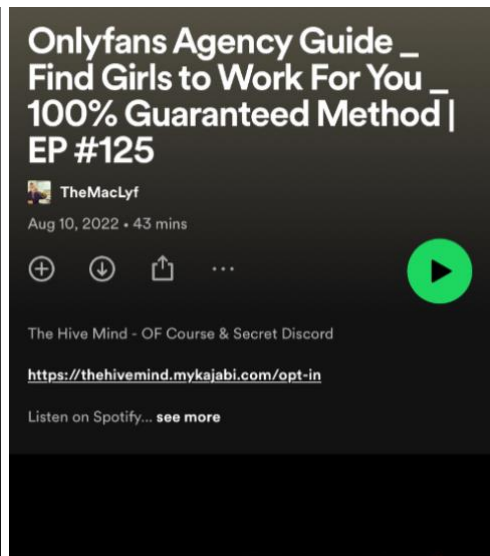 Onlyfans Agency Guide _
Find Girls to Work For You _
100% Guaranteed Method |
EP #125
TheMacLyf
Aug 10, 2022 • 43 mins
The Hive Mind - OF Course & Secret Discord
https://thehivemind.mykajabi.com/opt-in
Listen on Spotify... see more